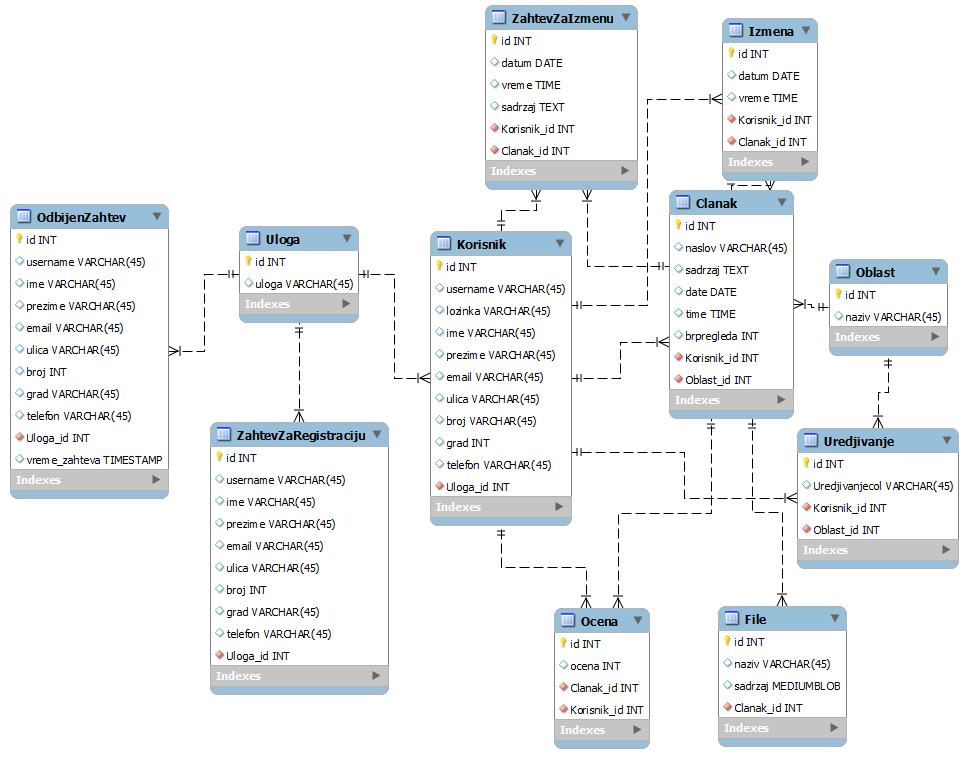 ZahtevZaIzmenu
id INT
datum DATE
vreme TIME
sadrzaj TEXT
Korisnik_id INT
Clanak_id INT
Indexes
Izmena
id INT
datum DATE
vreme TIME
Korisnik_id INT
Clanak_id INT
Indexes
OdbijenZahtev
id INT
username VARCHAR(45)
ime VARCHAR(45)
prezime VARCHAR(45)
email VARCHAR(45)
ulica VARCHAR(45)
broj INT
grad VARCHAR(45)
telefon VARCHAR(45)
Uloga_id INT
vreme_zahteva TIMESTAMP
Indexes
Uloga
id INT
uloga VARCHAR(45)
Indexes
Korisnik
id INT
username VARCHAR(45)
lozinka VARCHAR(45)
ime VARCHAR(45)
prezime VARCHAR(45)
email VARCHAR(45)
ulica VARCHAR(45)
broj VARCHAR(45)
grad INT
telefon VARCHAR(45)
Uloga_id INT
Indexes
Clanak
id INT
naslov VARCHAR(45)
sadrzaj TEXT
date DATE
time TIME
brpregleda INT
Korisnik_id INT
Oblast_id INT
Indexes
Oblast
id INT
naziv VARCHAR(45)
Indexes
ZahtevZaRegistraciju
id INT
username VARCHAR(45)
ime VARCHAR(45)
prezime VARCHAR(45)
email VARCHAR(45)
ulica VARCHAR(45)
broj INT
grad VARCHAR(45)
telefon VARCHAR(45)
Uloga_id INT
Indexes
Uredjivanje
id INT
Uredjivanjecol VARCHAR(45)
Korisnik_id INT
Oblast_id INT
Indexes
Ocena
id INT
ocena INT
Clanak_id INT
Korisnik_id INT
Indexes
File
id INT
naziv VARCHAR(45)
sadrzaj MEDIUMBLOB
Clanak_id INT
Indexes